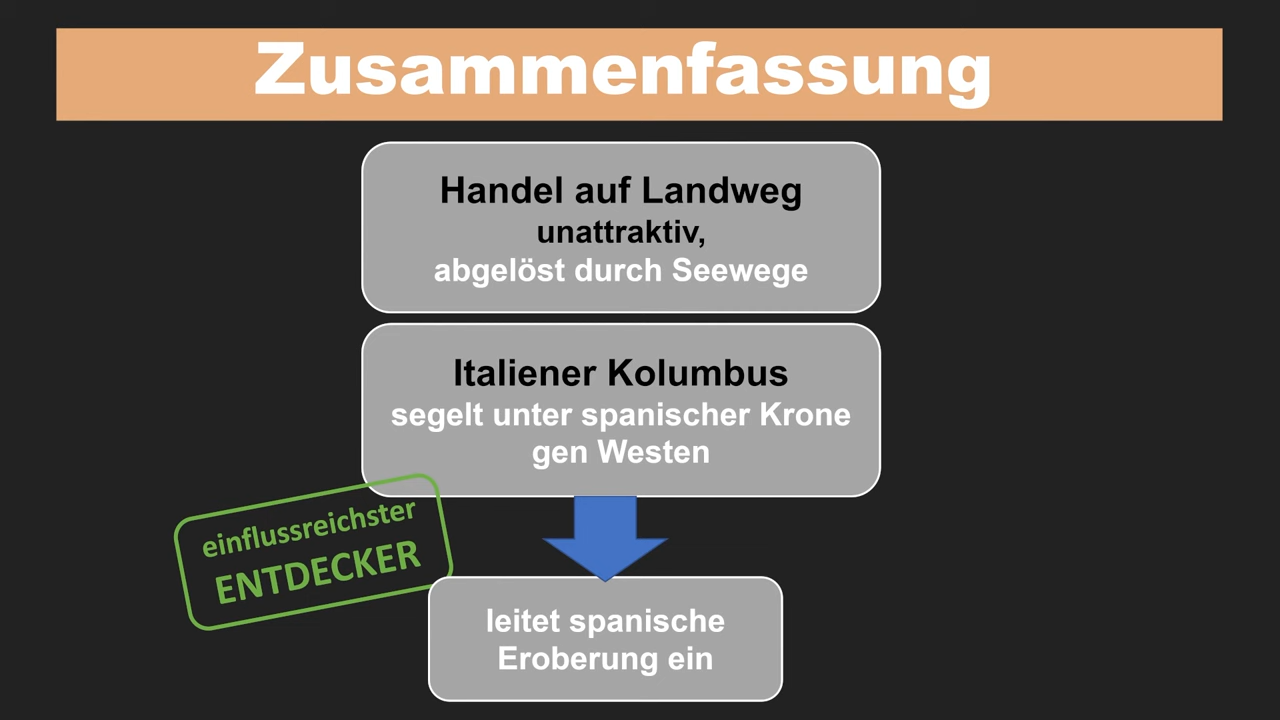 Zusammenfassung
Handel auf Landweg
unattraktiv,
abgelöst durch Seewege
Italiener Kolumbus
segelt unter spanischer Krone
gen Westen
einflussreichster
ENTDECKER
leitet spanische
Eroberung ein